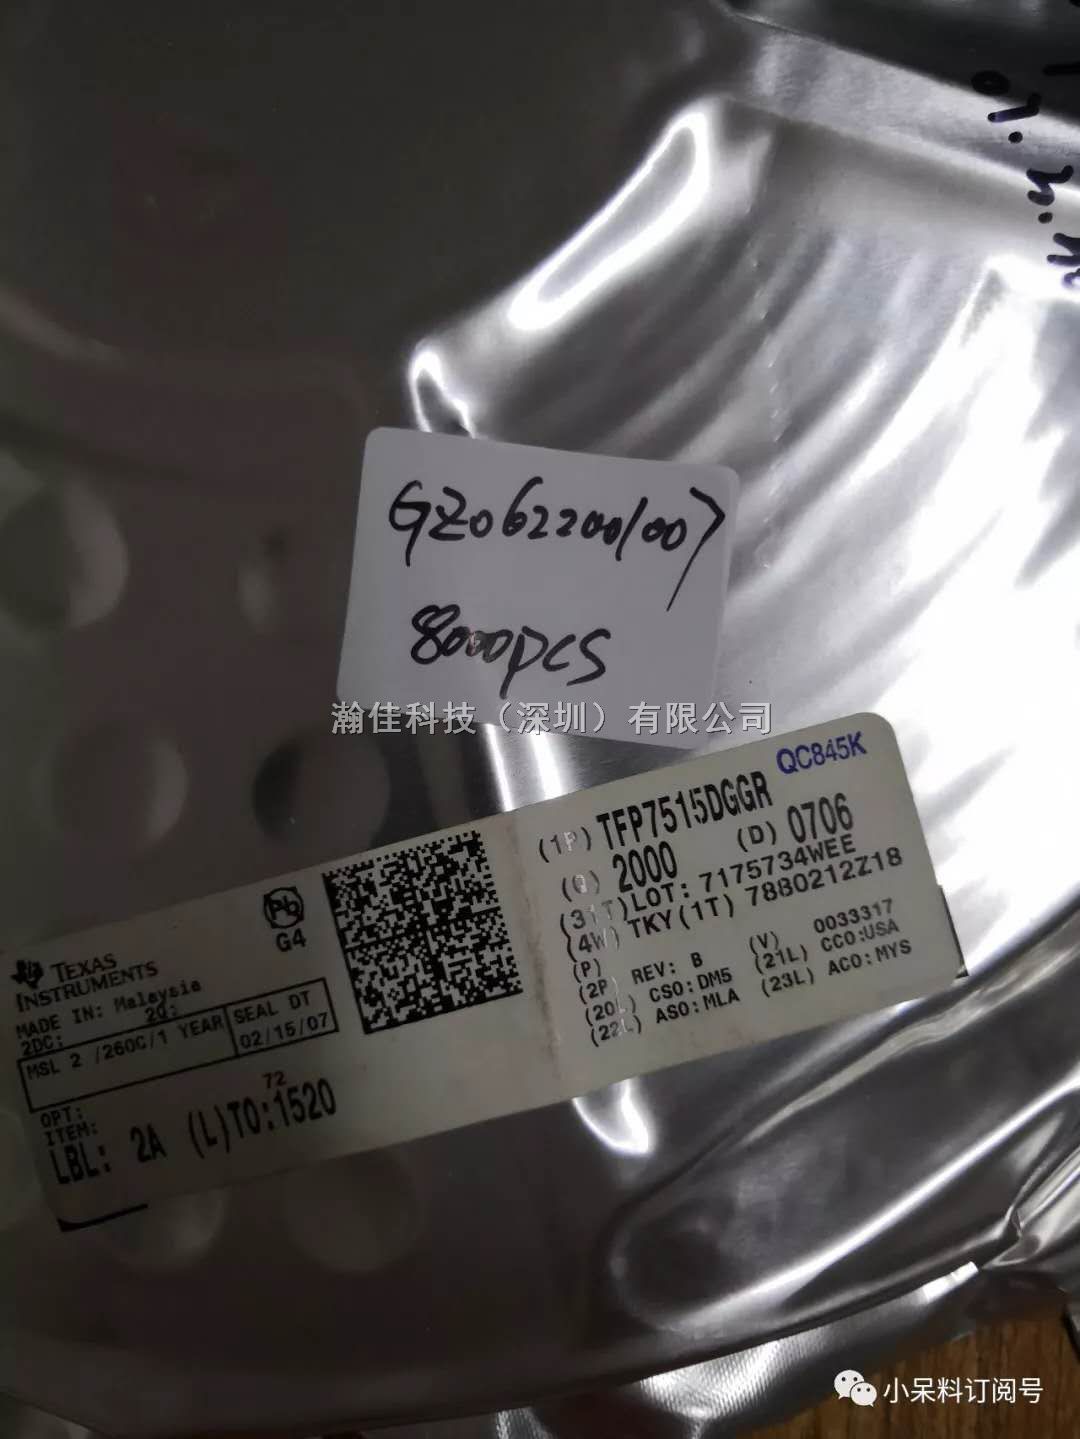 GZ0622001007
8000pcs
瀚佳科技（深圳）有限公司
QC845K
(1P) TFP7515DGGR
(Q) 2000 (D) 0706
(31T)LOT: 7175734WEE
(4W) TKY(1T) 7880212Z18
(P)
(2P) REV: B (V) 0033317
(20L) CSO:DM5 (21L) CCO:USA
(22L) ASO:MLA (23L) ACO:MYS
Pb
G4
TEXAS
INSTRUMENTS
MADE IN: Malaysia
2DC: 2Q:
MSL 2 /260C/1 YEAR SEAL DT
02/15/07
OPT:
ITEM: 72
LBL: 2A (L)TO:1520
小呆料订阅号